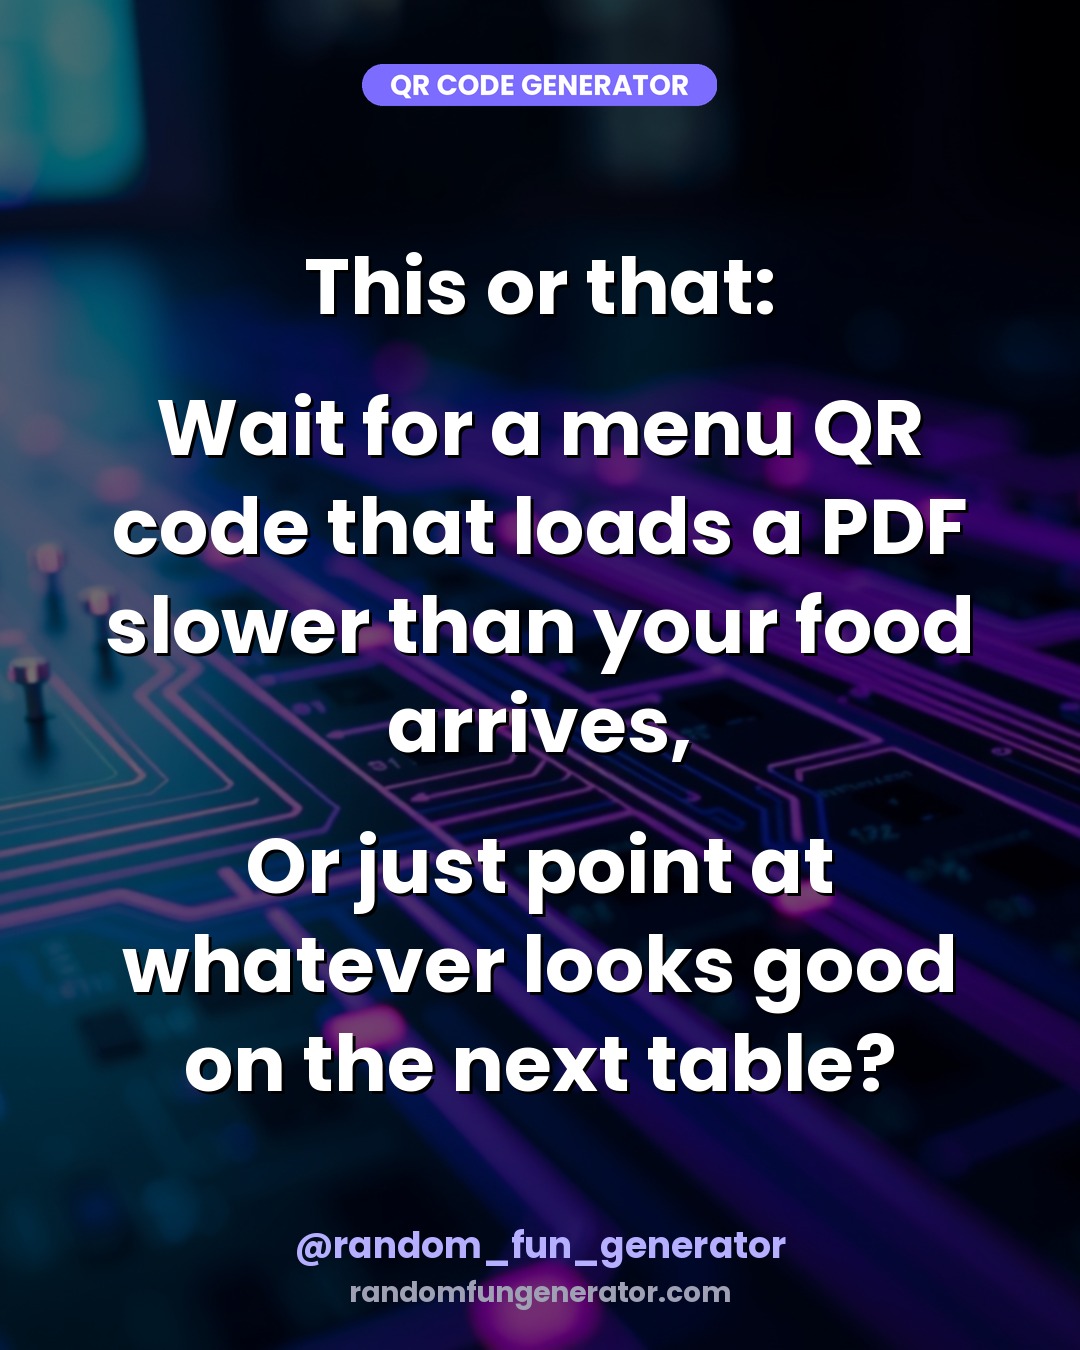 QR CODE GENERATOR
This or that:
Wait for a menu QR
code that loads a PDF
slower than your food
arrives,
Or just point at
whatever looks good
on the next table?
@random_fun_generator
randomfungenerator.com